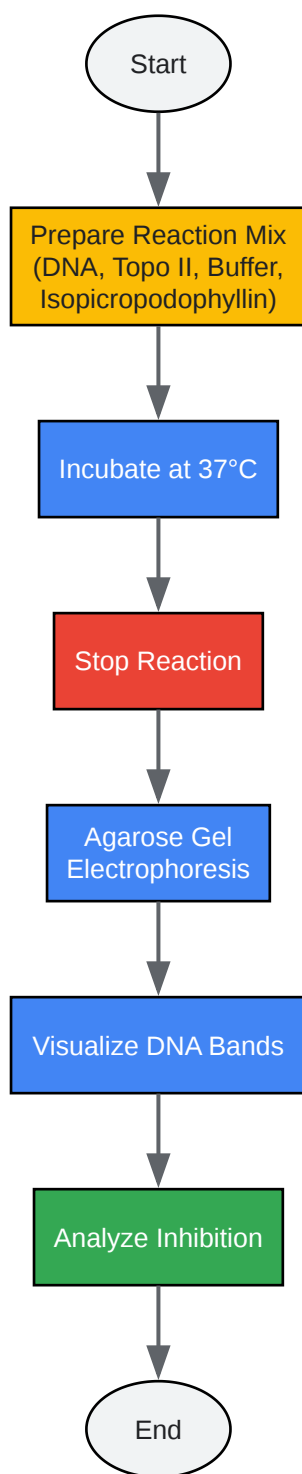 Start
Prepare Reaction Mix
(DNA, Topo II, Buffer,
Isopicropodophyllin)
Incubate at 37°C
Stop Reaction
Agarose Gel
Electrophoresis
Visualize DNA Bands
Analyze Inhibition
End